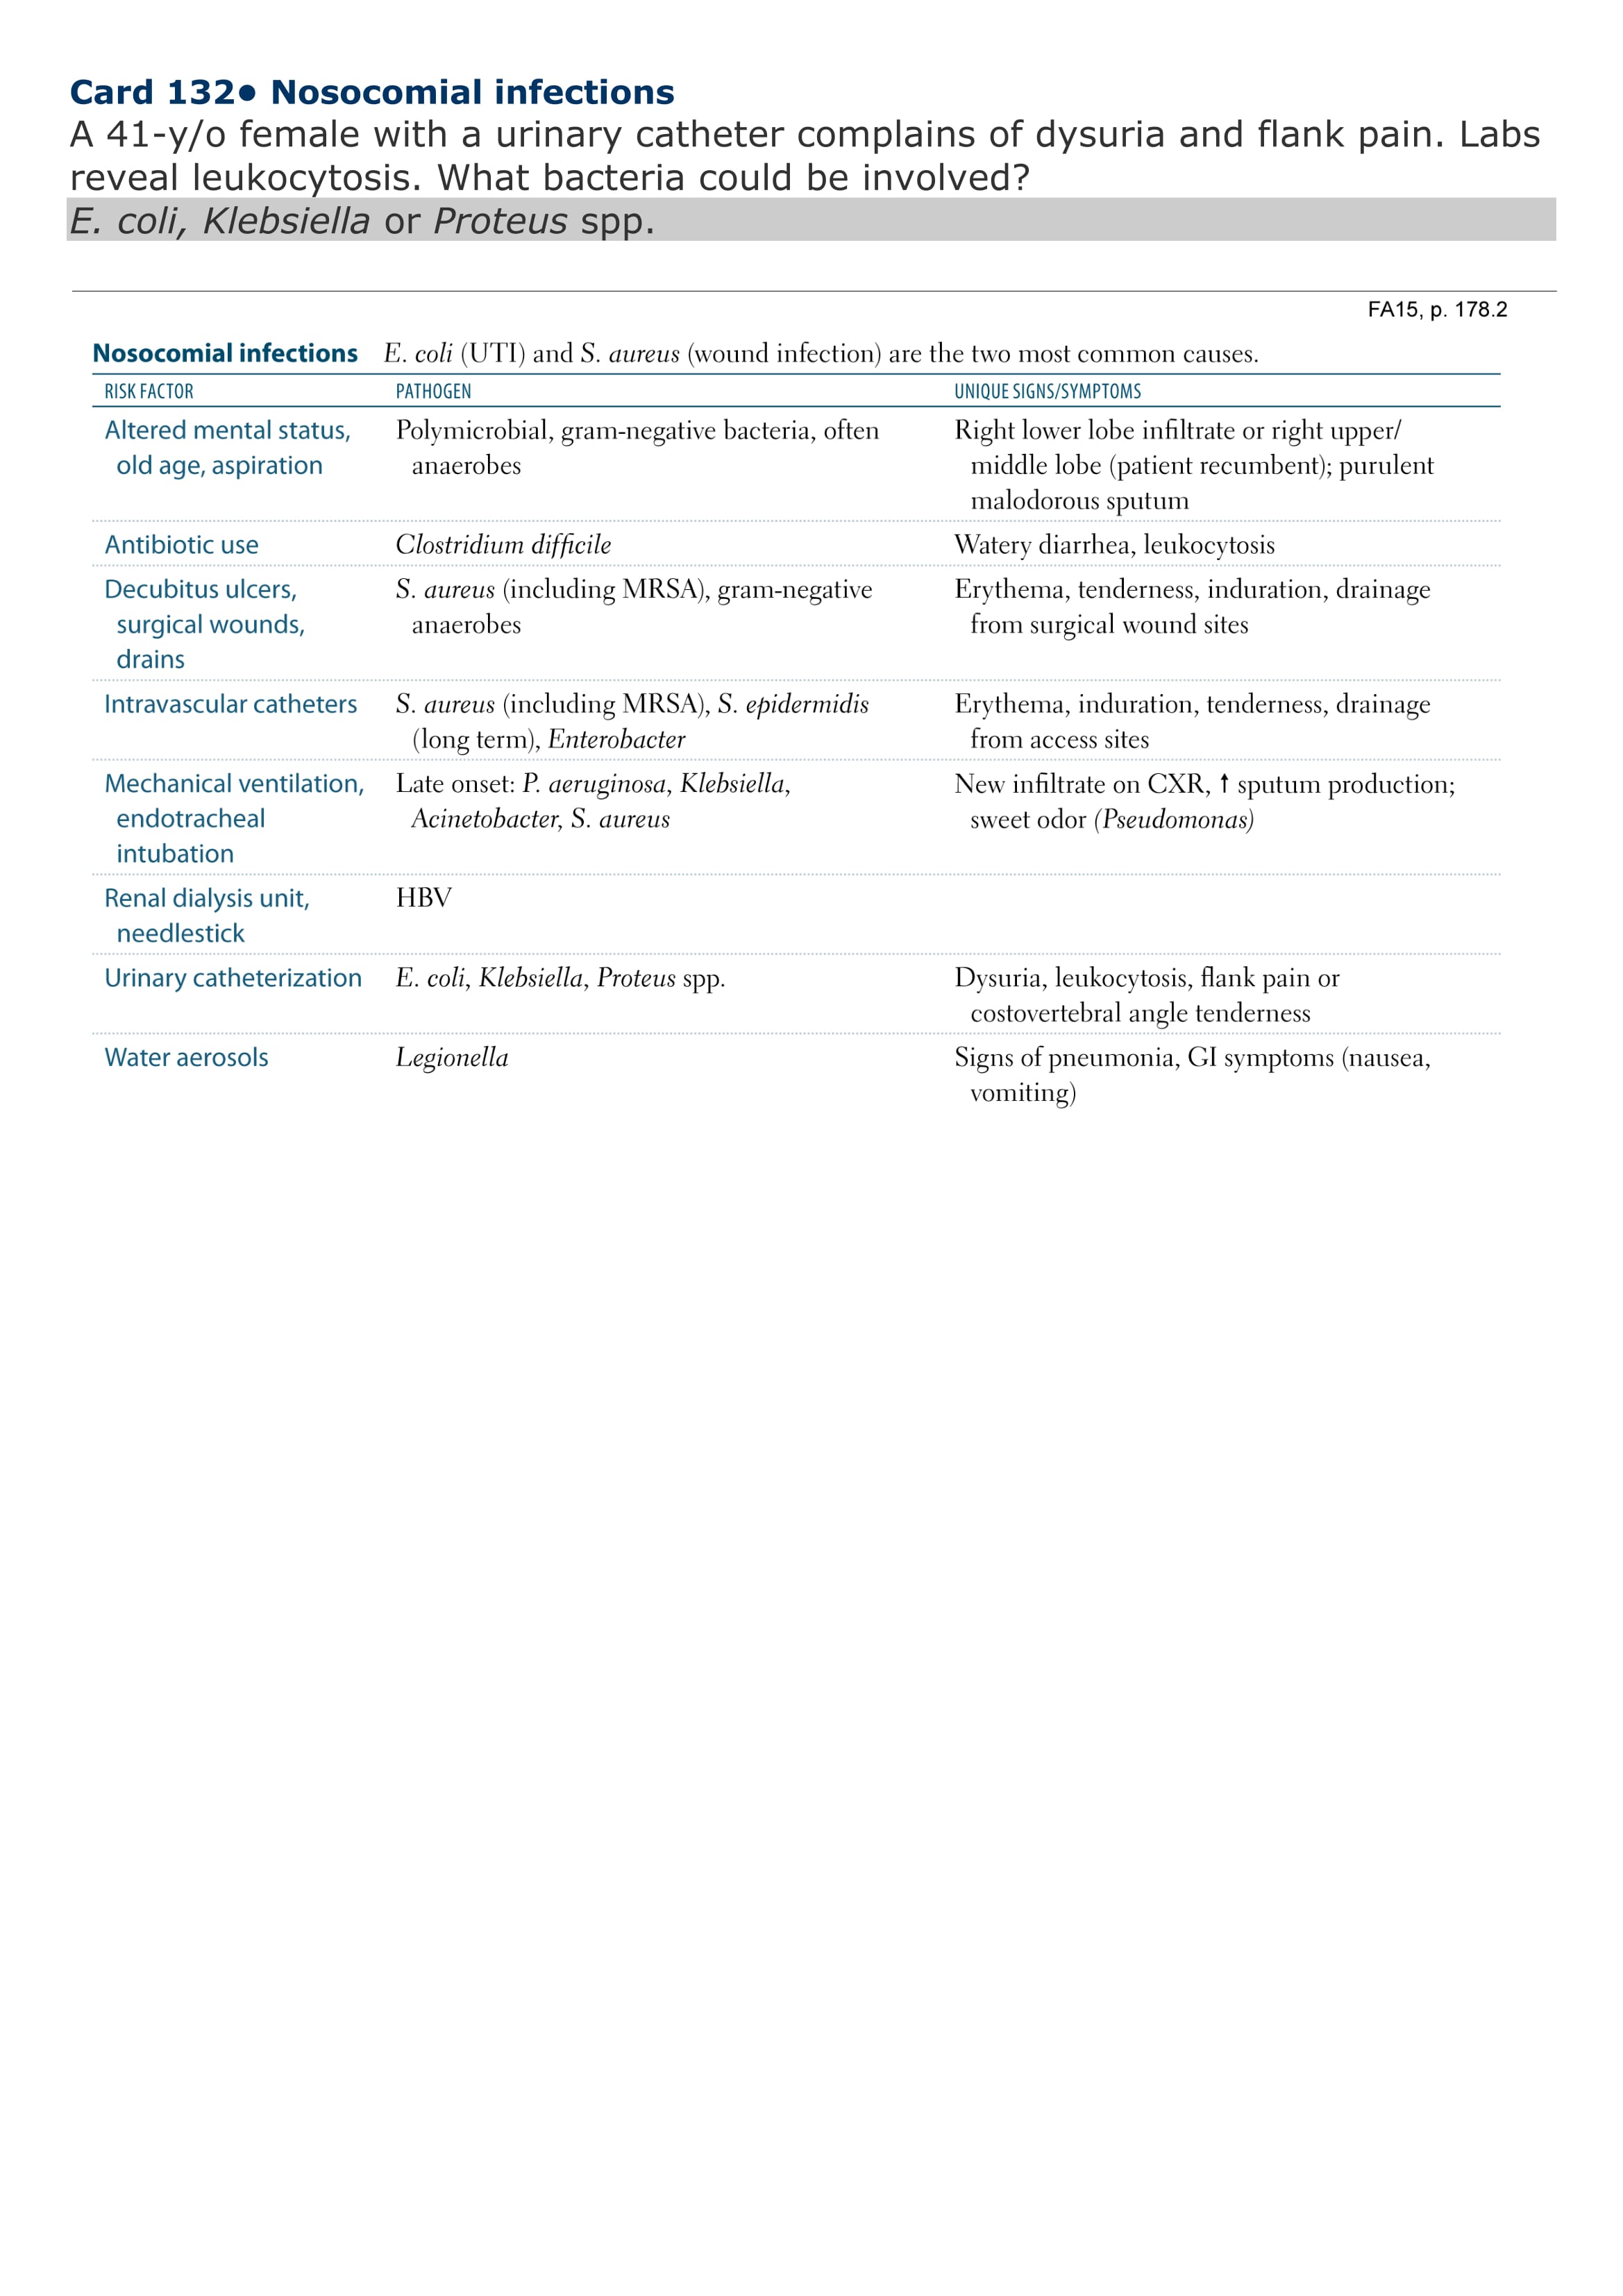 Card 132● Nosocomial infections
A 41-y/o female with a urinary catheter complains of dysuria and flank pain. Labs
reveal leukocytosis. What bacteria could be involved?
E. coli, Klebsiella or Proteus spp.
FA15, p. 178.2
Nosocomial infections E. coli (UTI) and S. aureus (wound infection) are the two most common causes.
RISK FACTOR PATHOGEN UNIQUE SIGNS/SYMPTOMS
Altered mental status, Polymicrobial, gram-negative bacteria, often Right lower lobe infiltrate or right upper/
old age, aspiration anaerobes middle lobe (patient recumbent); purulent
malodorous sputum
Antibiotic use Clostridium difficile Watery diarrhea, leukocytosis
Decubitus ulcers, S. aureus (including MRSA), gram-negative Erythema, tenderness, induration, drainage
surgical wounds, anaerobes from surgical wound sites
drains
Intravascular catheters S. aureus (including MRSA), S. epidermidis Erythema, induration, tenderness, drainage
(long term), Enterobacter from access sites
Mechanical ventilation, Late onset: P. aeruginosa, Klebsiella, New infiltrate on CXR, ↑ sputum production;
endotracheal Acinetobacter, S. aureus sweet odor (Pseudomonas)
intubation
Renal dialysis unit, HBV
needlestick
Urinary catheterization E. coli, Klebsiella, Proteus spp. Dysuria, leukocytosis, flank pain or
costovertebral angle tenderness
Water aerosols Legionella Signs of pneumonia, GI symptoms (nausea,
vomiting)